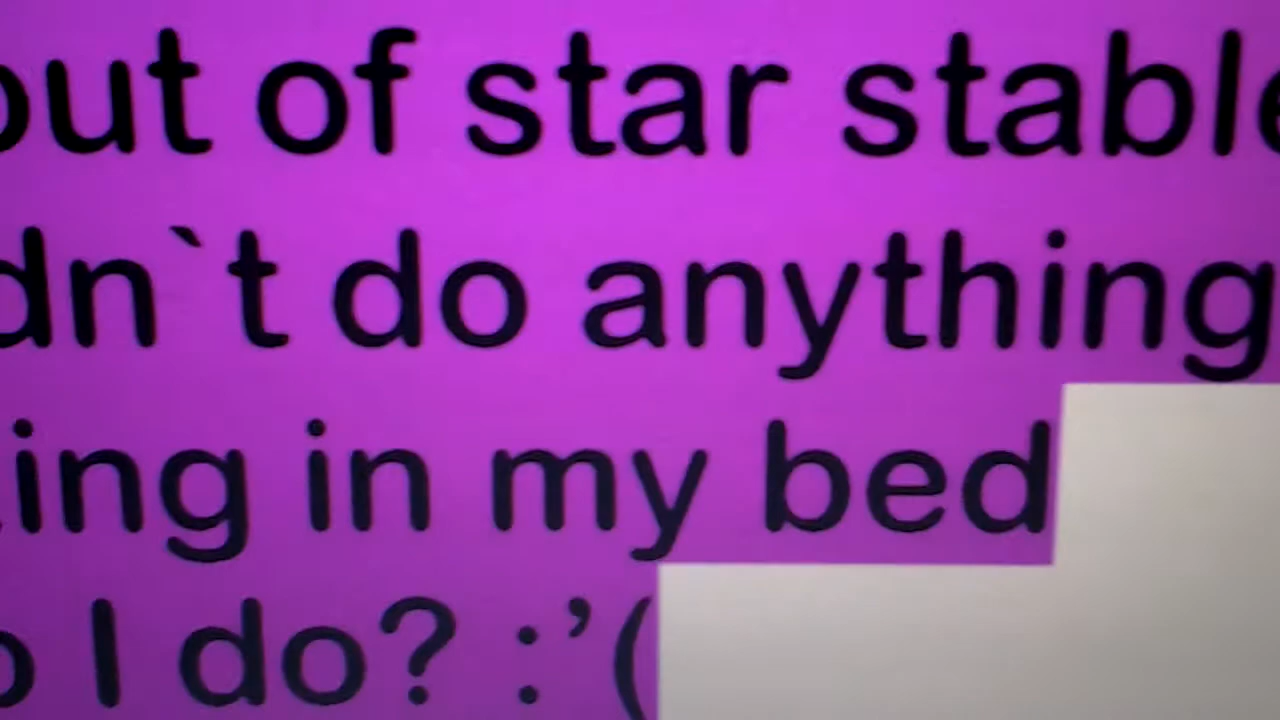 out of star stable
dn`t do anything
ing in my bed
I do? :’(